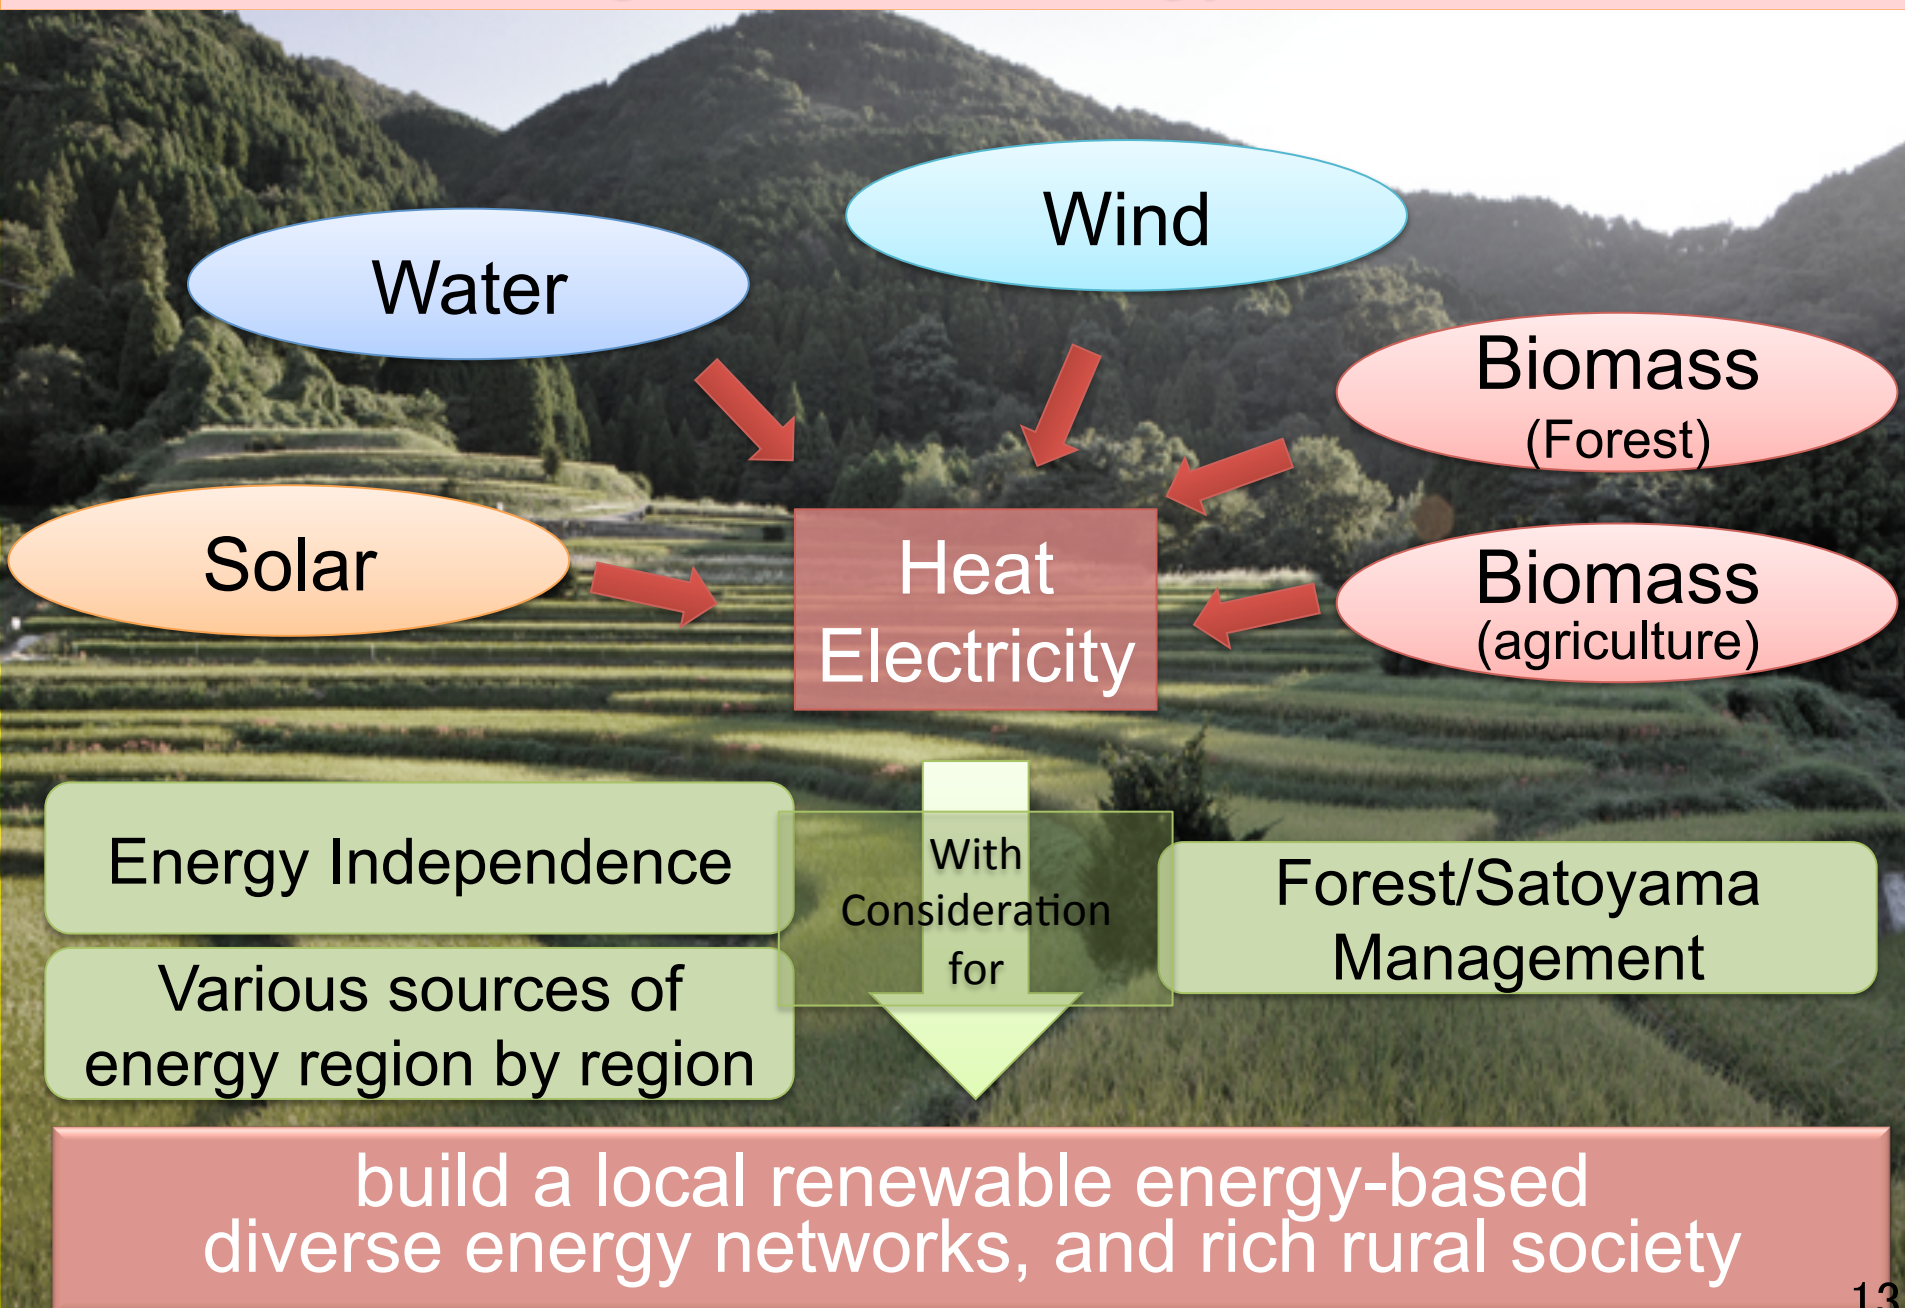 Wind
Water
Biomass
(Forest)
Solar
Heat
Electricity
Biomass
(agriculture)
Energy Independence
With
Consideration
for
Forest/Satoyama
Management
Various sources of
energy region by region
build a local renewable energy-based
diverse energy networks, and rich rural society
13